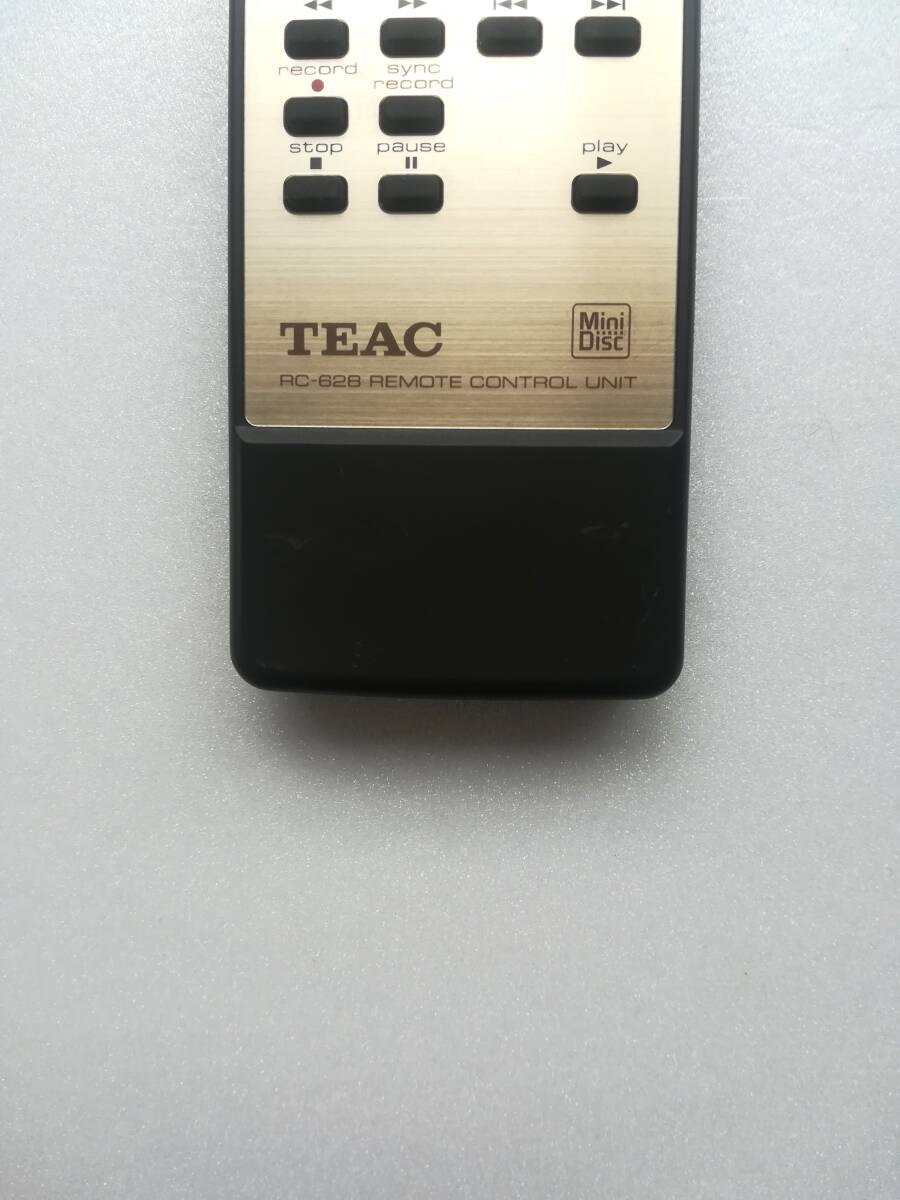 ◀◀ ▶▶ |◀◀ ▶▶|
record sync record
●
stop pause play
■ ▮▮ ▶
TEAC
Mini Disc
RC-628 REMOTE CONTROL UNIT